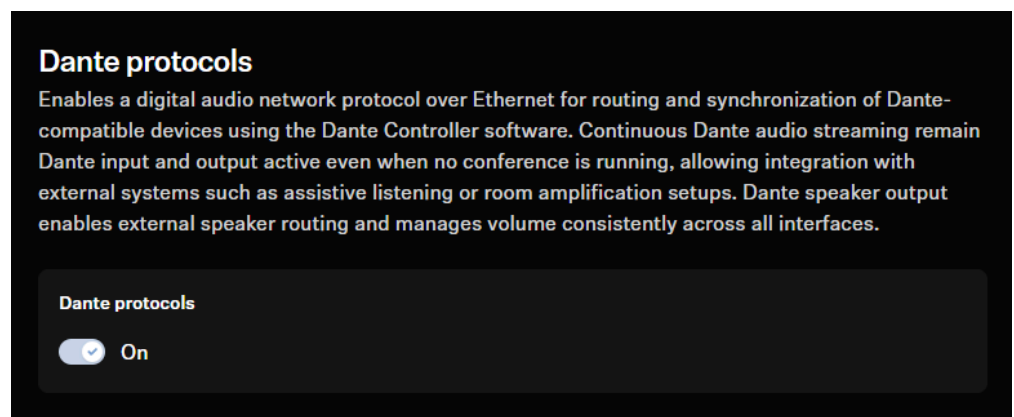 Dante protocols
Enables a digital audio network protocol over Ethernet for routing and synchronization of Dante-
compatible devices using the Dante Controller software. Continuous Dante audio streaming remain
Dante input and output active even when no conference is running, allowing integration with
external systems such as assistive listening or room amplification setups. Dante speaker output
enables external speaker routing and manages volume consistently across all interfaces.
Dante protocols
On